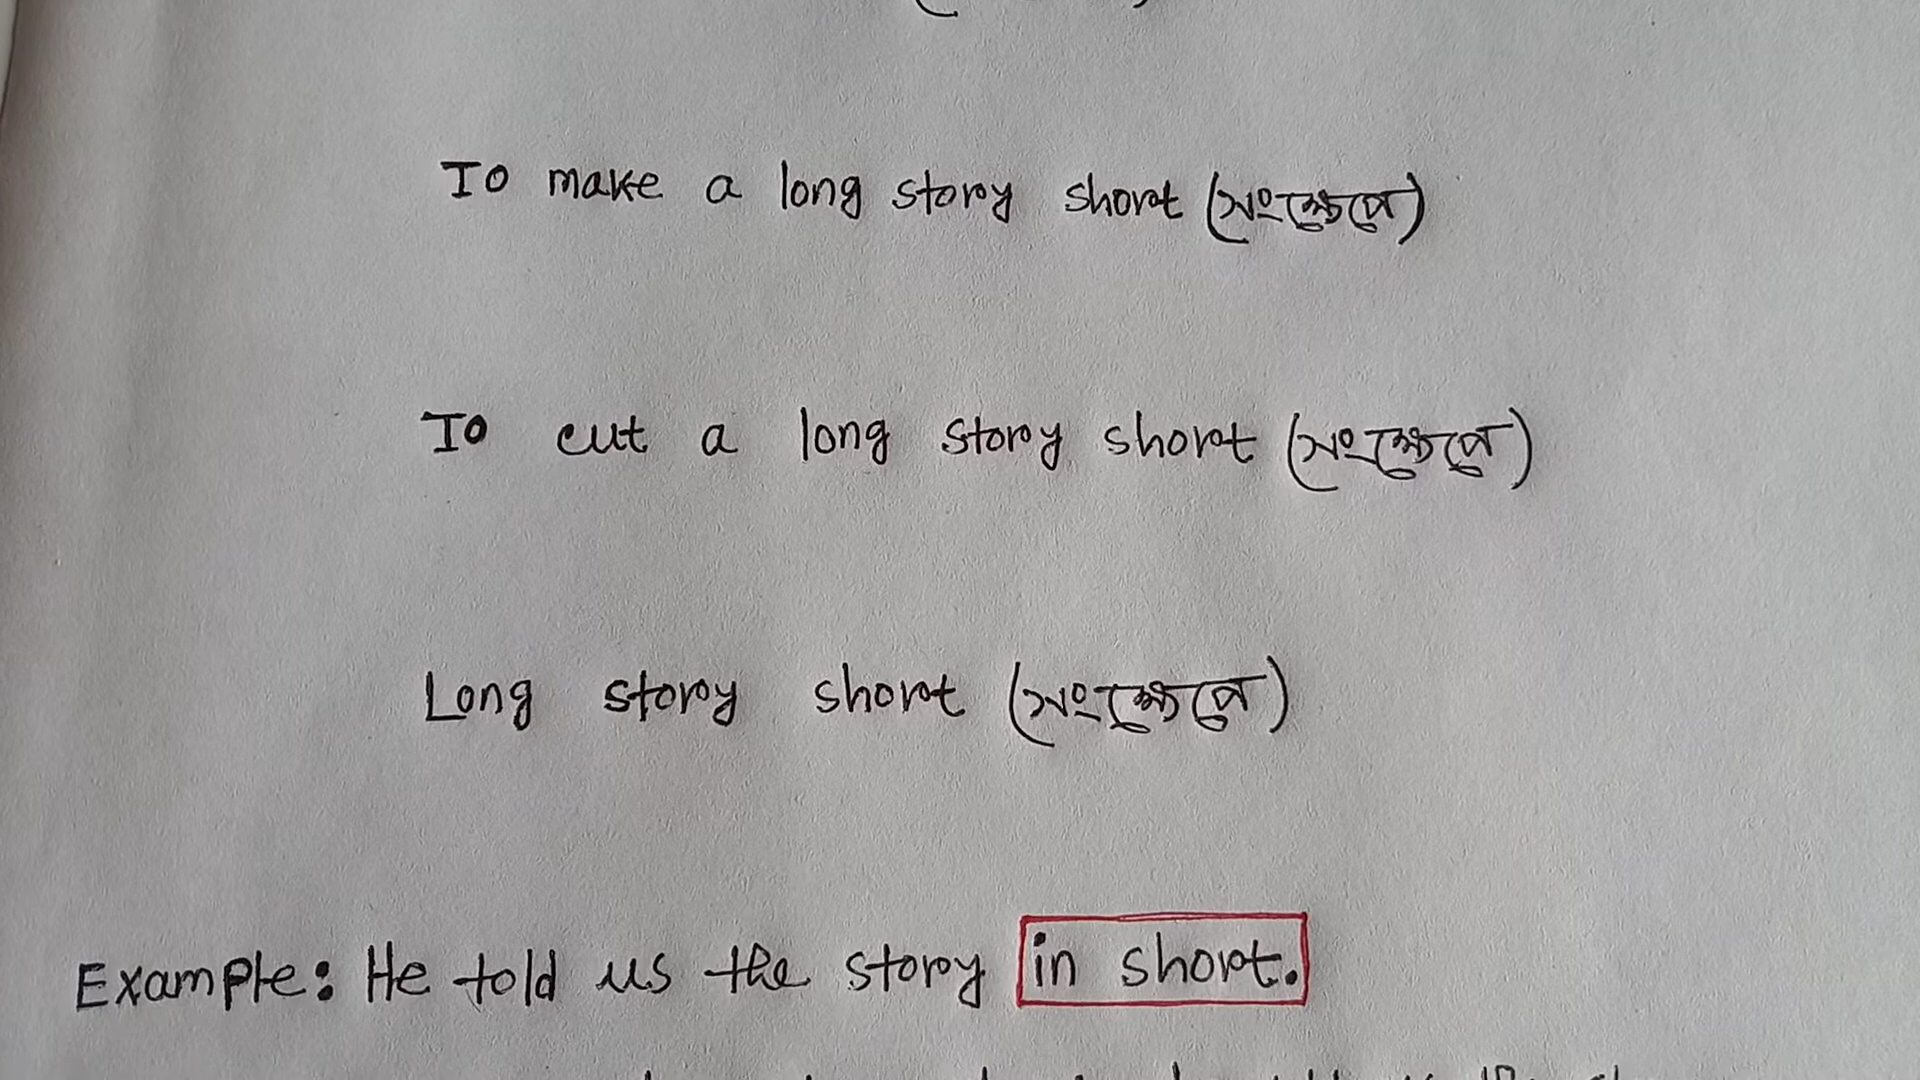 To make a long story short (সংক্ষেপে)
To cut a long story short (সংক্ষেপে)
Long story short (সংক্ষেপে)
Example: He told us the story in short.